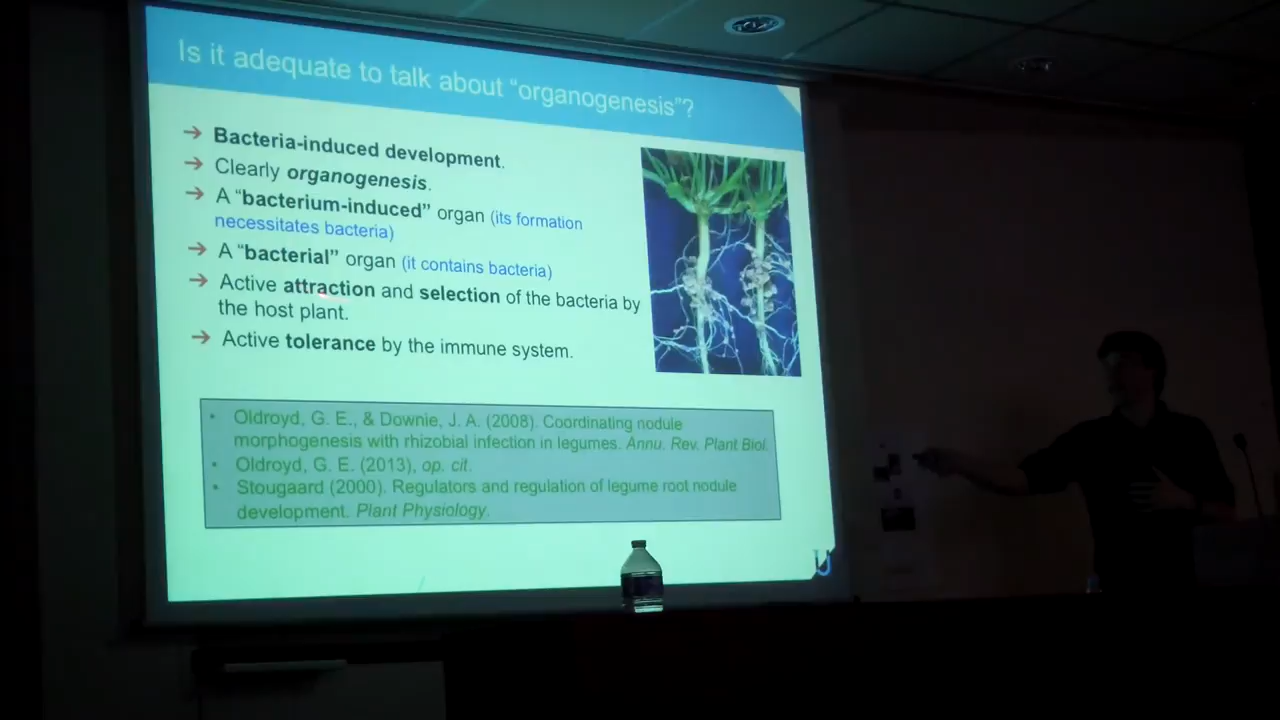 Is it adequate to talk about “organogenesis”?
→ Bacteria-induced development.
→ Clearly organogenesis.
→ A “bacterium-induced” organ (its formation
necessitates bacteria)
→ A “bacterial” organ (it contains bacteria)
→ Active attraction and selection of the bacteria by
the host plant.
→ Active tolerance by the immune system.
• Oldroyd, G. E., & Downie, J. A. (2008). Coordinating nodule
morphogenesis with rhizobial infection in legumes. Annu. Rev. Plant Biol.
• Oldroyd, G. E. (2013), op. cit.
• Stougaard (2000). Regulators and regulation of legume root nodule
development. Plant Physiology.